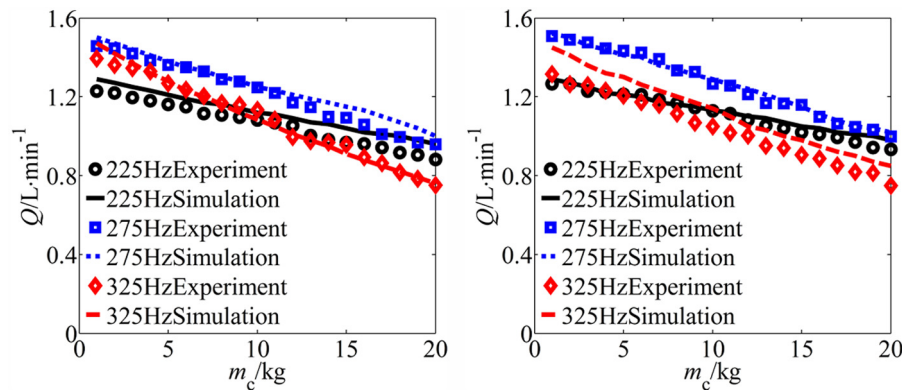 1.6
1.2
0.8
0.4
0
Q/L·min⁻¹
225HzExperiment
225HzSimulation
275HzExperiment
275HzSimulation
325HzExperiment
325HzSimulation
0 5 10 15 20
m_c/kg
1.6
1.2
0.8
0.4
0
Q/L·min⁻¹
225HzExperiment
225HzSimulation
275HzExperiment
275HzSimulation
325HzExperiment
325HzSimulation
0 5 10 15 20
m_c/kg